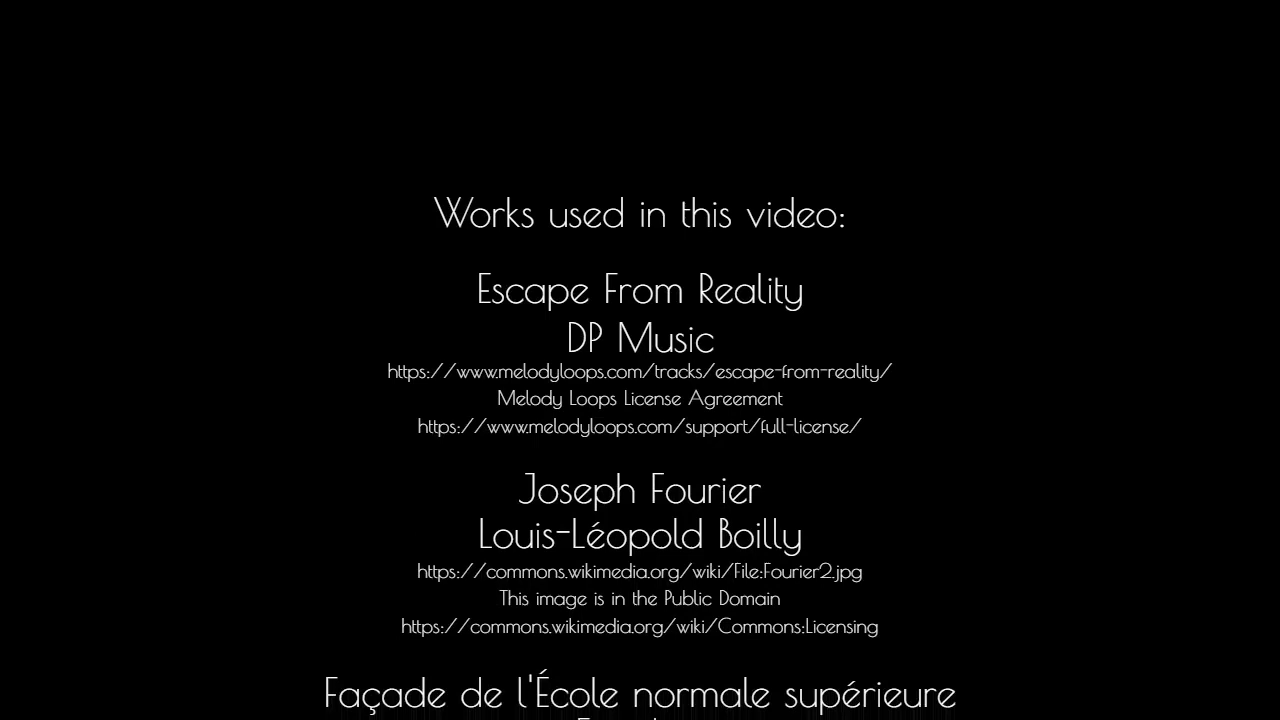 Works used in this video:
Escape From Reality
DP Music
https://www.melodyloops.com/tracks/escape-from-reality/
Melody Loops License Agreement
https://www.melodyloops.com/support/full-license/
Joseph Fourier
Louis-Léopold Boilly
https://commons.wikimedia.org/wiki/File:Fourier2.jpg
This image is in the Public Domain
https://commons.wikimedia.org/wiki/Commons:Licensing
Façade de l'École normale supérieure